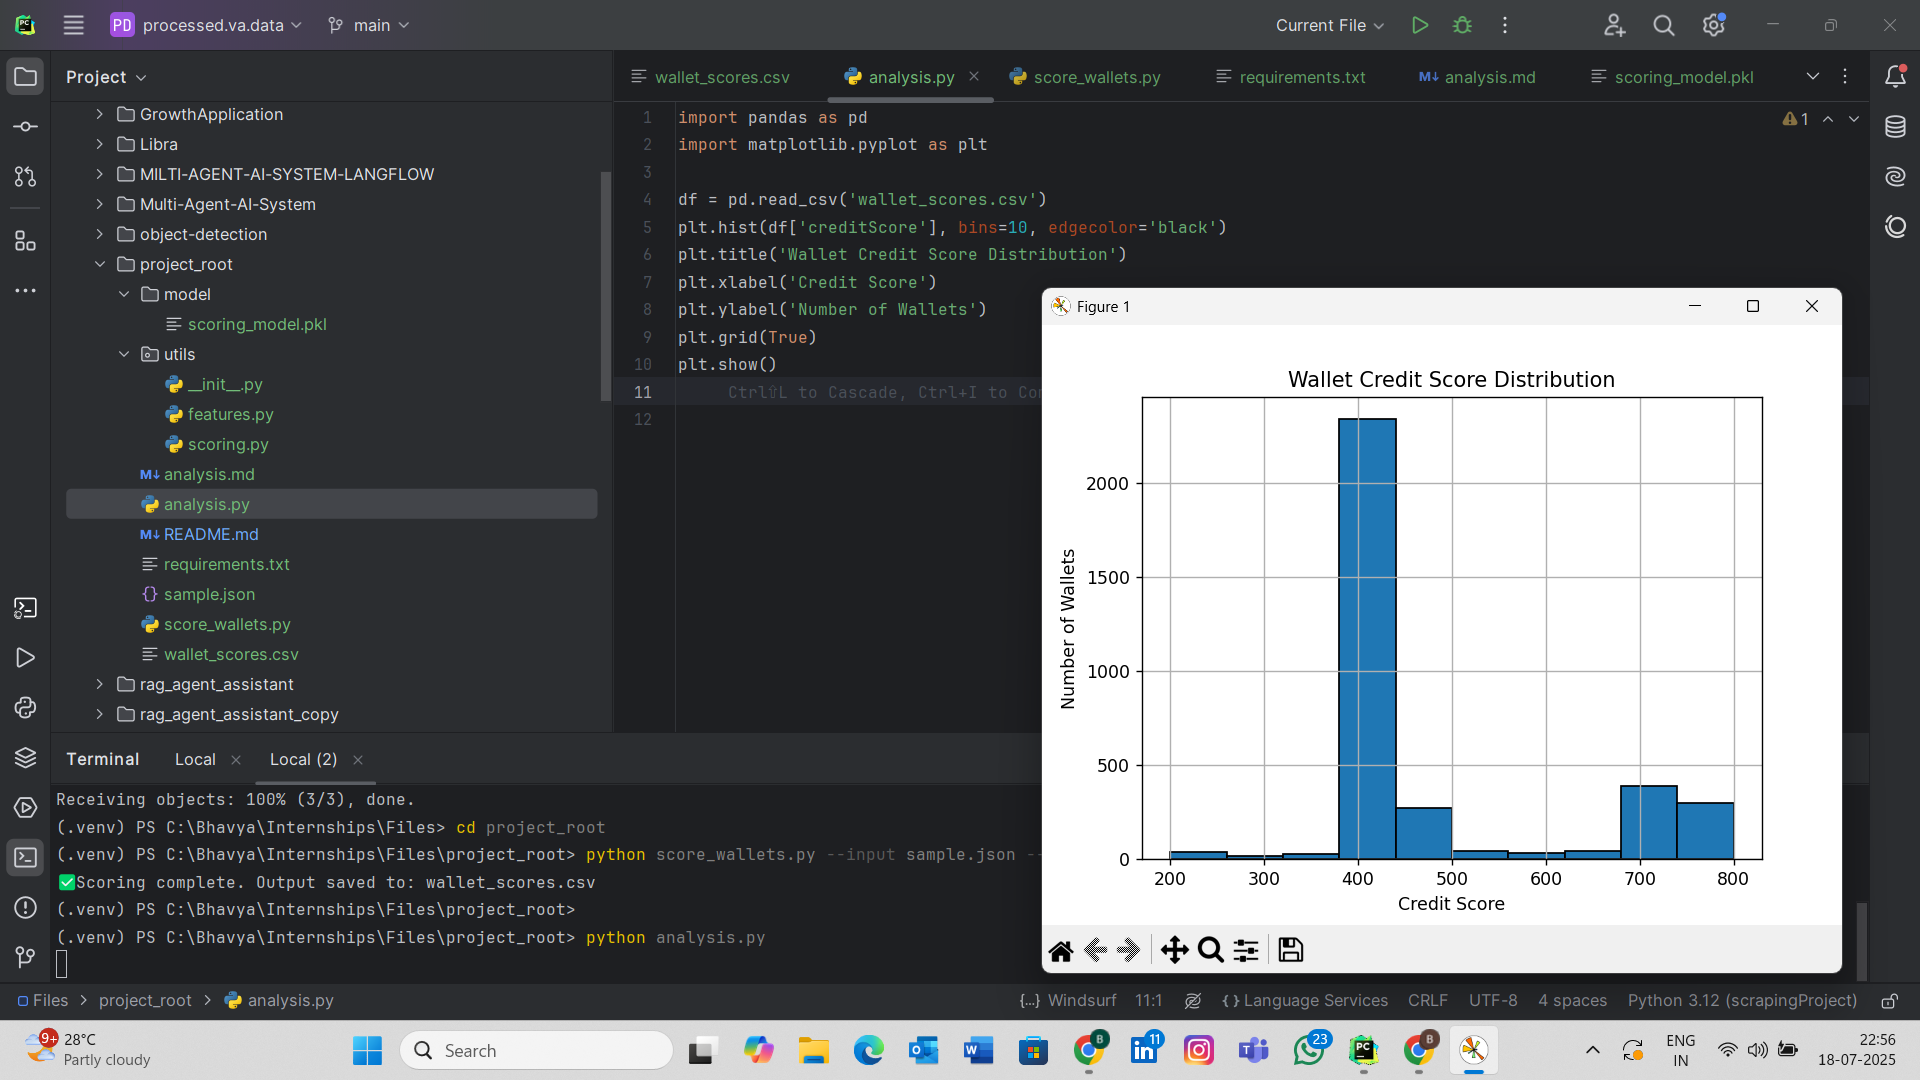 PD processed.va.data main Current File
Project
GrowthApplication
Libra
MILTI-AGENT-AI-SYSTEM-LANGFLOW
Multi-Agent-AI-System
object-detection
project_root
model
scoring_model.pkl
utils
__init__.py
features.py
scoring.py
M↓ analysis.md
analysis.py
M↓ README.md
requirements.txt
{} sample.json
score_wallets.py
wallet_scores.csv
rag_agent_assistant
rag_agent_assistant_copy
wallet_scores.csv analysis.py score_wallets.py requirements.txt M↓ analysis.md scoring_model.pkl
1 import pandas as pd
2 import matplotlib.pyplot as plt
3
4 df = pd.read_csv('wallet_scores.csv')
5 plt.hist(df['creditScore'], bins=10, edgecolor='black')
6 plt.title('Wallet Credit Score Distribution')
7 plt.xlabel('Credit Score')
8 plt.ylabel('Number of Wallets')
9 plt.grid(True)
10 plt.show()
11 Ctrl⇧L to Cascade, Ctrl+I to
12
1
Figure 1
Wallet Credit Score Distribution
Number of Wallets
2000
1500
1000
500
0
200 300 400 500 600 700 800
Credit Score
Terminal Local Local (2)
Receiving objects: 100% (3/3), done.
(.venv) PS C:\Bhavya\Internships\Files> cd project_root
(.venv) PS C:\Bhavya\Internships\Files\project_root> python score_wallets.py --input sample.json
✅Scoring complete. Output saved to: wallet_scores.csv
(.venv) PS C:\Bhavya\Internships\Files\project_root>
(.venv) PS C:\Bhavya\Internships\Files\project_root> python analysis.py
Files > project_root > analysis.py {...} Windsurf 11:1 {} Language Services CRLF UTF-8 4 spaces Python 3.12 (scrapingProject)
9+ 28°C
Partly cloudy
Search
B
11
23
PC
B
ENG
IN
22:56
18-07-2025